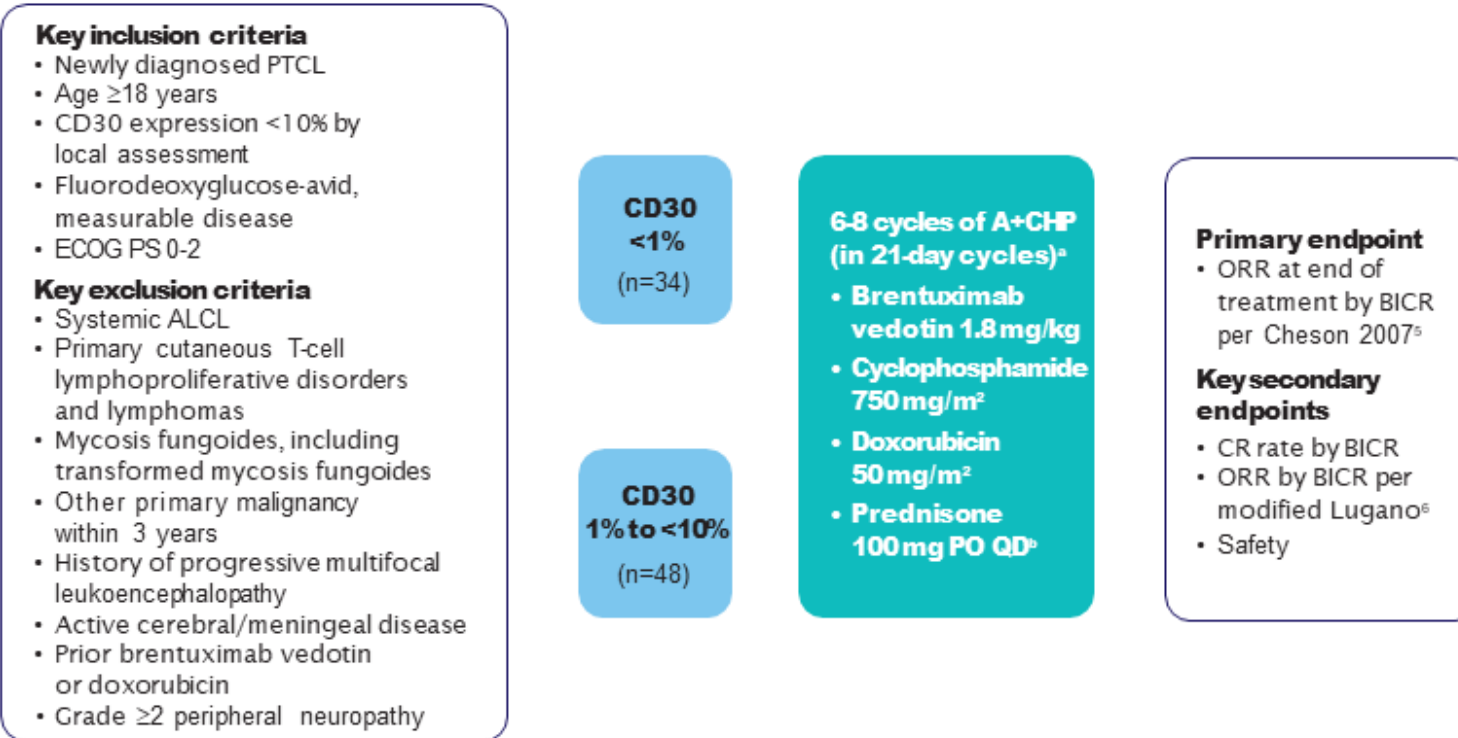 Key inclusion criteria
• Newly diagnosed PTCL
• Age ≥18 years
• CD30 expression <10% by
local assessment
• Fluorodeoxyglucose-avid,
measurable disease
• ECOG PS 0-2
Key exclusion criteria
• Systemic ALCL
• Primary cutaneous T-cell
lymphoproliferative disorders
and lymphomas
• Mycosis fungoides, including
transformed mycosis fungoides
• Other primary malignancy
within 3 years
• History of progressive multifocal
leukoencephalopathy
• Active cerebral/meningeal disease
• Prior brentuximab vedotin
or doxorubicin
• Grade ≥2 peripheral neuropathy
CD30
<1%
(n=34)
CD30
1% to <10%
(n=48)
6-8 cycles of A+CHP
(in 21-day cycles)ᵃ
• Brentuximab
vedotin 1.8 mg/kg
• Cyclophosphamide
750 mg/m²
• Doxorubicin
50 mg/m²
• Prednisone
100 mg PO QDᵇ
Primary endpoint
• ORR at end of
treatment by BICR
per Cheson 2007⁵
Key secondary
endpoints
• CR rate by BICR
• ORR by BICR per
modified Lugano⁶
• Safety